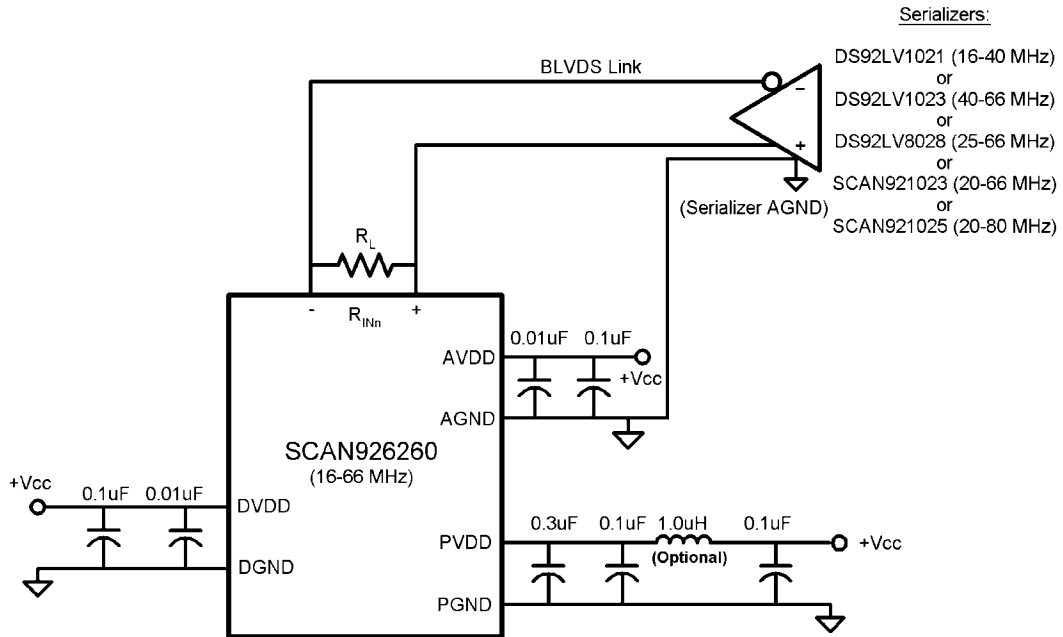 Serializers:
BLVDS Link
DS92LV1021 (16-40 MHz)
or
DS92LV1023 (40-66 MHz)
or
DS92LV8028 (25-66 MHz)
or
SCAN921023 (20-66 MHz)
or
SCAN921025 (20-80 MHz)
-
+
(Serializer AGND)
RL
- RINn +
AVDD
0.01uF 0.1uF
+Vcc
AGND
SCAN926260
(16-66 MHz)
+Vcc
0.1uF 0.01uF
DVDD
DGND
PVDD
0.3uF 0.1uF 1.0uH 0.1uF
(Optional)
+Vcc
PGND